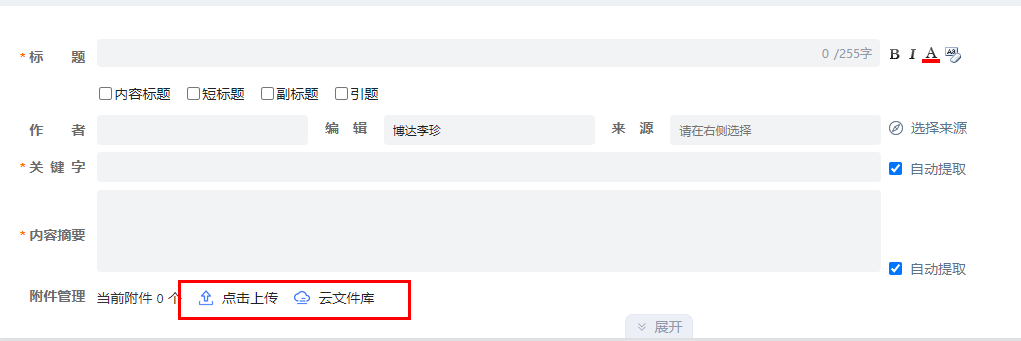 * 标 题 0 /255字 B I A
内容标题 短标题 副标题 引题
作 者 编 辑 博达李珍 来 源 请在右侧选择 选择来源
* 关 键 字 自动提取
* 内容摘要
自动提取
附件管理 当前附件 0 个 点击上传 云文件库
展开